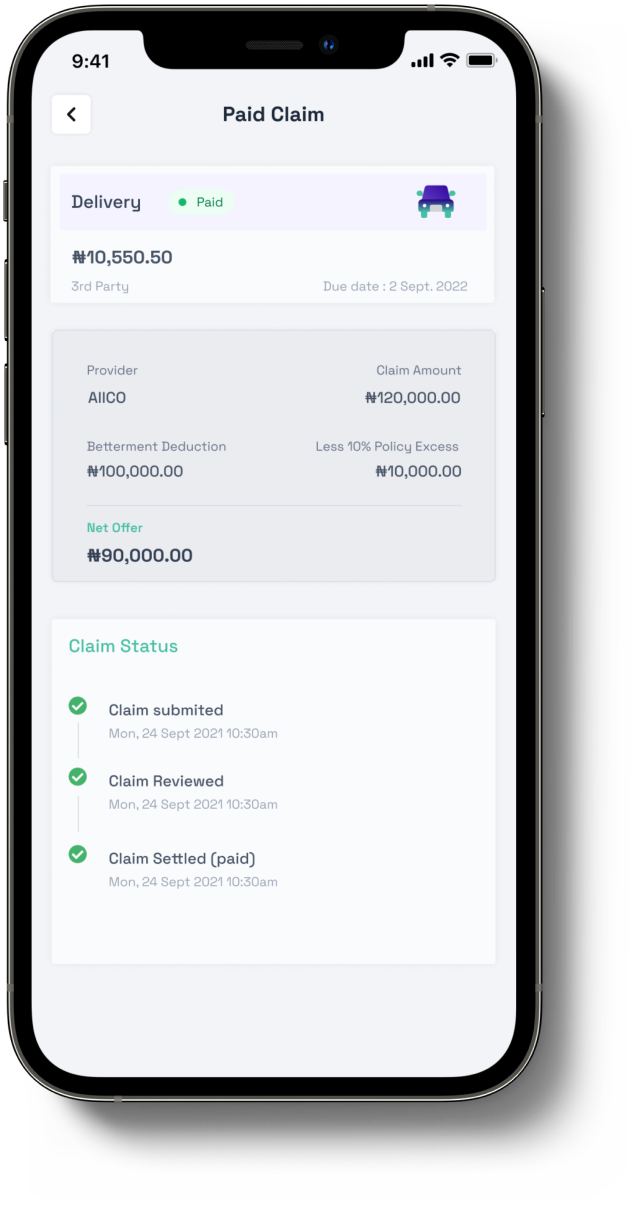 9:41
Paid Claim
Delivery Paid
₦10,550.50
3rd Party Due date : 2 Sept. 2022
Provider Claim Amount
AIICO ₦120,000.00
Betterment Deduction Less 10% Policy Excess
₦100,000.00 ₦10,000.00
Net Offer
₦90,000.00
Claim Status
Claim submited
Mon, 24 Sept 2021 10:30am
Claim Reviewed
Mon, 24 Sept 2021 10:30am
Claim Settled (paid)
Mon, 24 Sept 2021 10:30am